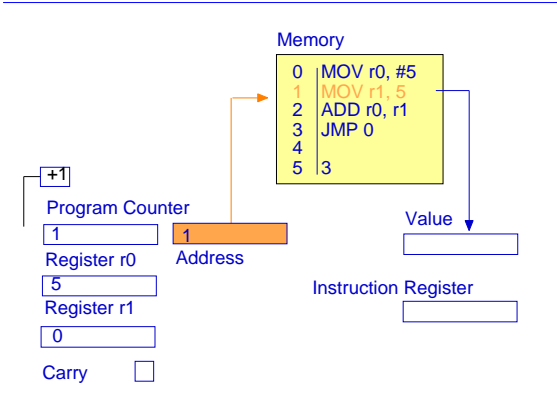 Memory
0 MOV r0, #5
1 MOV r1, 5
2 ADD r0, r1
3 JMP 0
4
5 3
+1
Program Counter
1
1
Address
Value
Register r0
5
Instruction Register
Register r1
0
Carry